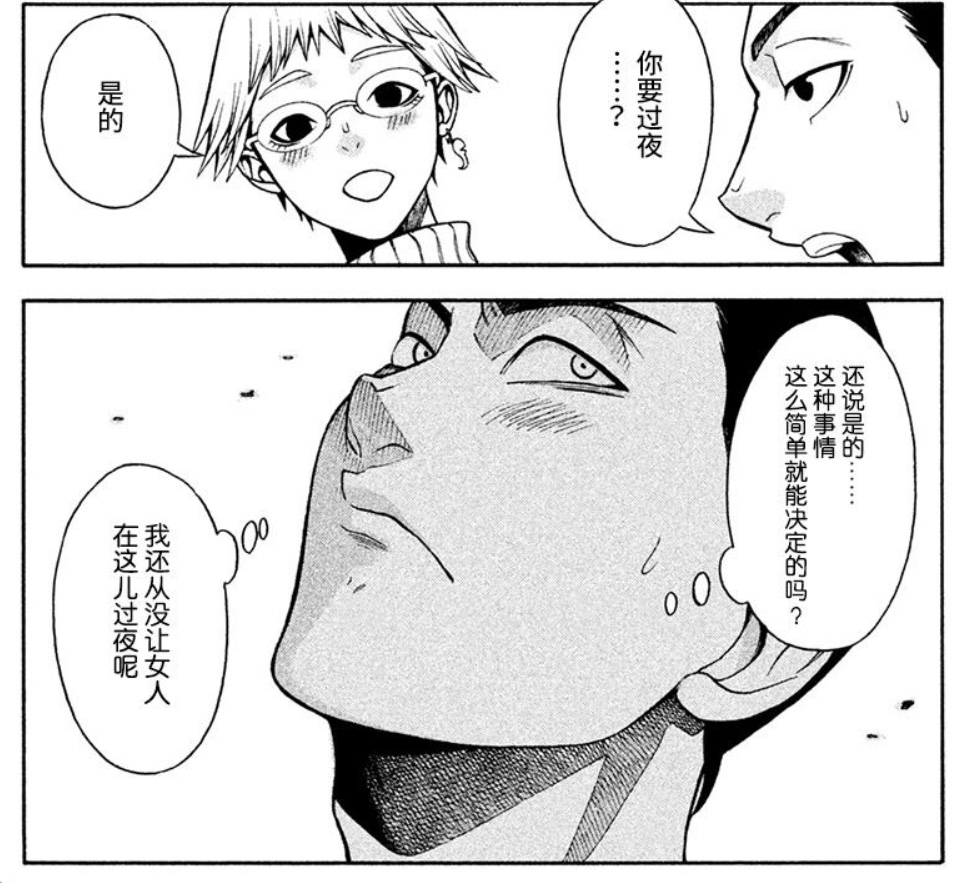 你要过夜
……?
是的
还说是的……
这种事情
这么简单就能决定的吗?
我还从没让女人
在这儿过夜呢